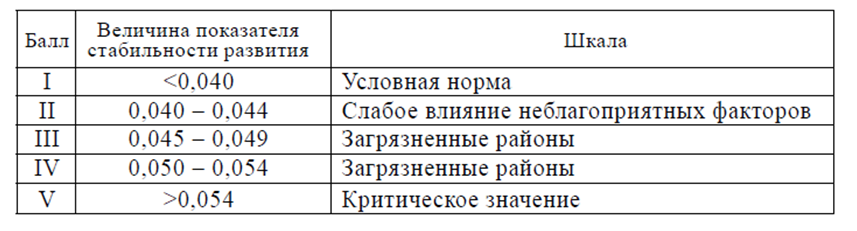 Балл Величина показателя стабильности развития Шкала
I <0,040 Условная норма
II 0,040 – 0,044 Слабое влияние неблагоприятных факторов
III 0,045 – 0,049 Загрязненные районы
IV 0,050 – 0,054 Загрязненные районы
V >0,054 Критическое значение